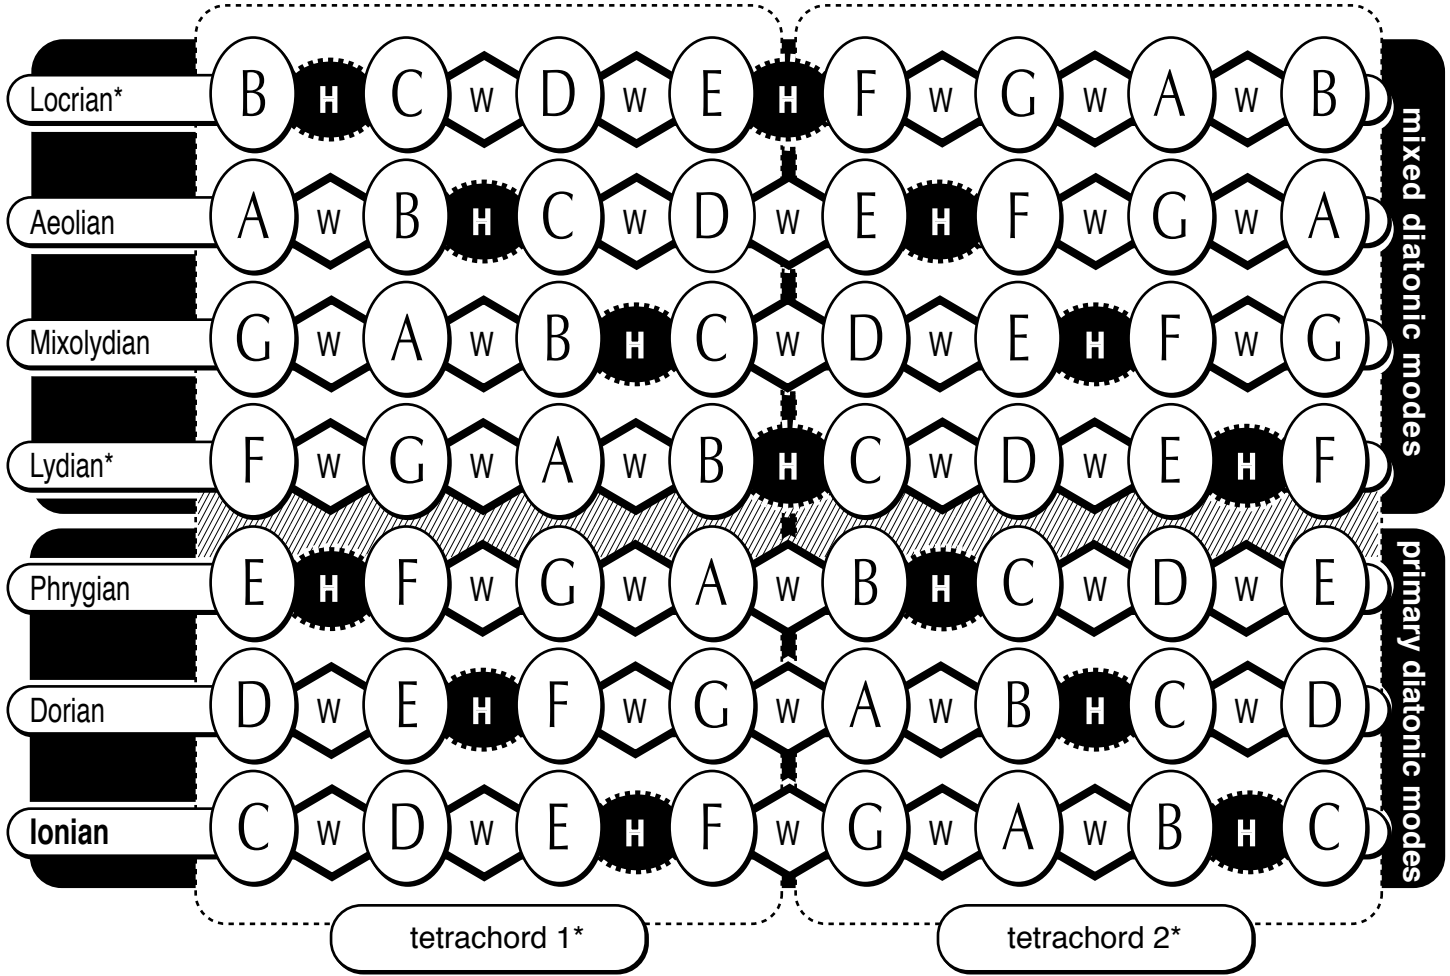 Locrian* B H C W D W E H F W G W A W B
Aeolian A W B H C W D W E H F W G W A
Mixolydian G W A W B H C W D W E H F W G
Lydian* F W G W A W B H C W D W E H F
mixed diatonic modes
Phrygian E H F W G W A W B H C W D W E
Dorian D W E H F W G W A W B H C W D
Ionian C W D W E H F W G W A W B H C
primary diatonic modes
tetrachord 1* tetrachord 2*